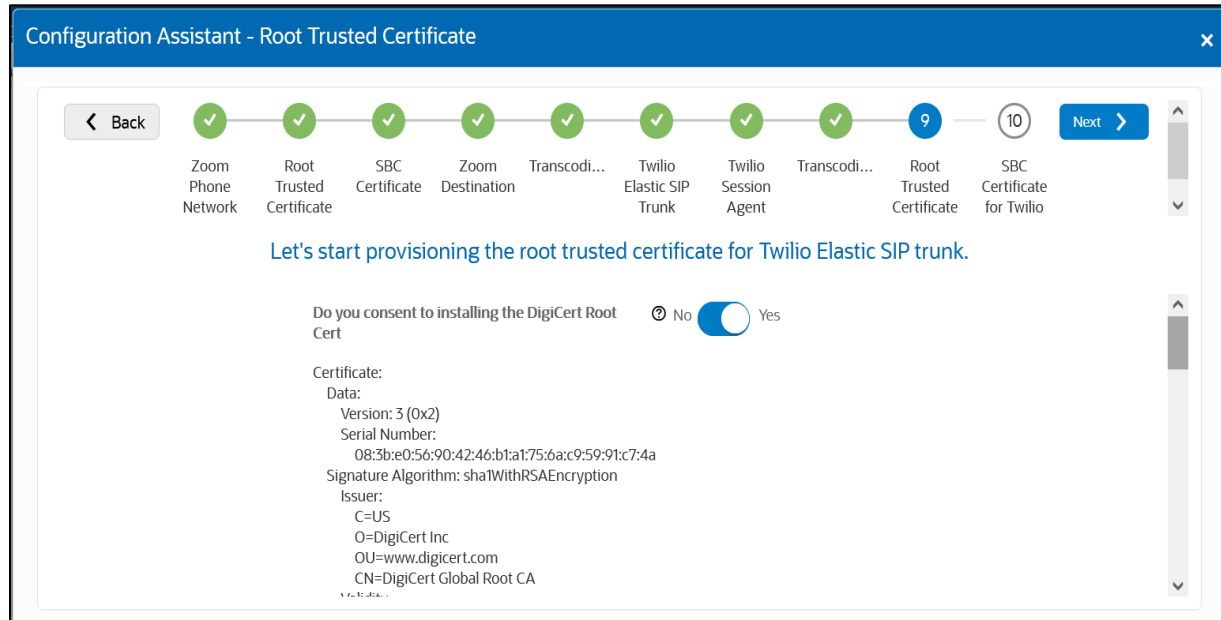 Configuration Assistant - Root Trusted Certificate
×
Back
9
10
Next
Zoom
Phone
Network
Root
Trusted
Certificate
SBC
Certificate
Zoom
Destination
Transcodi...
Twilio
Elastic SIP
Trunk
Twilio
Session
Agent
Transcodi...
Root
Trusted
Certificate
SBC
Certificate
for Twilio
Let's start provisioning the root trusted certificate for Twilio Elastic SIP trunk.
Do you consent to installing the DigiCert Root
Cert
? No Yes
Certificate:
Data:
Version: 3 (0x2)
Serial Number:
08:3b:e0:56:90:42:46:b1:a1:75:6a:c9:59:91:c7:4a
Signature Algorithm: sha1WithRSAEncryption
Issuer:
C=US
O=DigiCert Inc
OU=www.digicert.com
CN=DigiCert Global Root CA
Validity